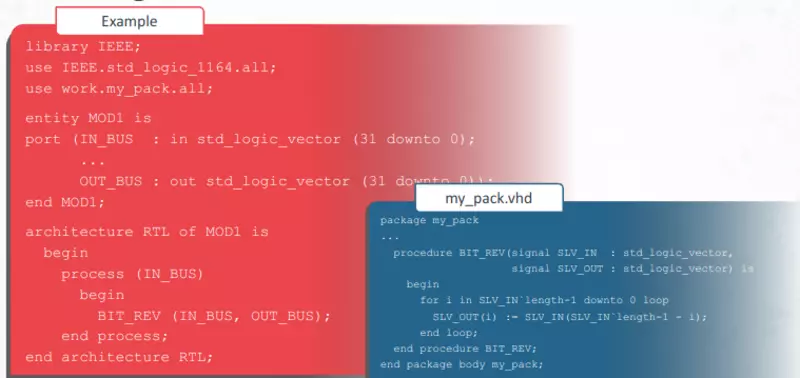 Example
library IEEE;
use IEEE.std_logic_1164.all;
use work.my_pack.all;
entity MOD1 is
port (IN_BUS  : in std_logic_vector (31 downto 0);
...
OUT_BUS : out std_logic_vector (31 downto 0));
end MOD1;
architecture RTL of MOD1 is
begin
process (IN_BUS)
begin
BIT_REV (IN_BUS, OUT_BUS);
end process;
end architecture RTL;
my_pack.vhd
package my_pack
...
procedure BIT_REV(signal SLV_IN  : std_logic_vector,
signal SLV_OUT : std_logic_vector) is
begin
for i in SLV_IN`length-1 downto 0 loop
SLV_OUT(i) := SLV_IN(SLV_IN`length-1 - i);
end loop;
end procedure BIT_REV;
end package body my_pack;